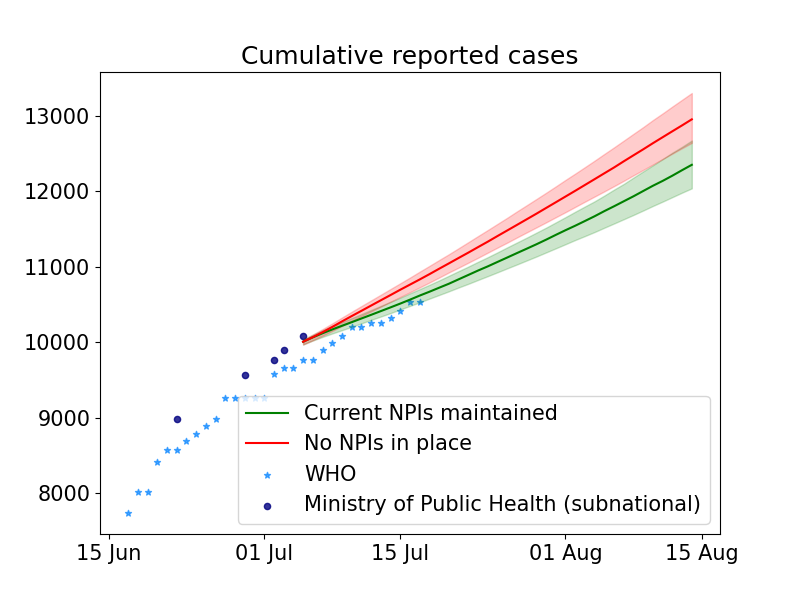 Cumulative reported cases
13000
12000
11000
10000
9000
8000
Current NPIs maintained
No NPIs in place
WHO
Ministry of Public Health (subnational)
15 Jun
01 Jul
15 Jul
01 Aug
15 Aug